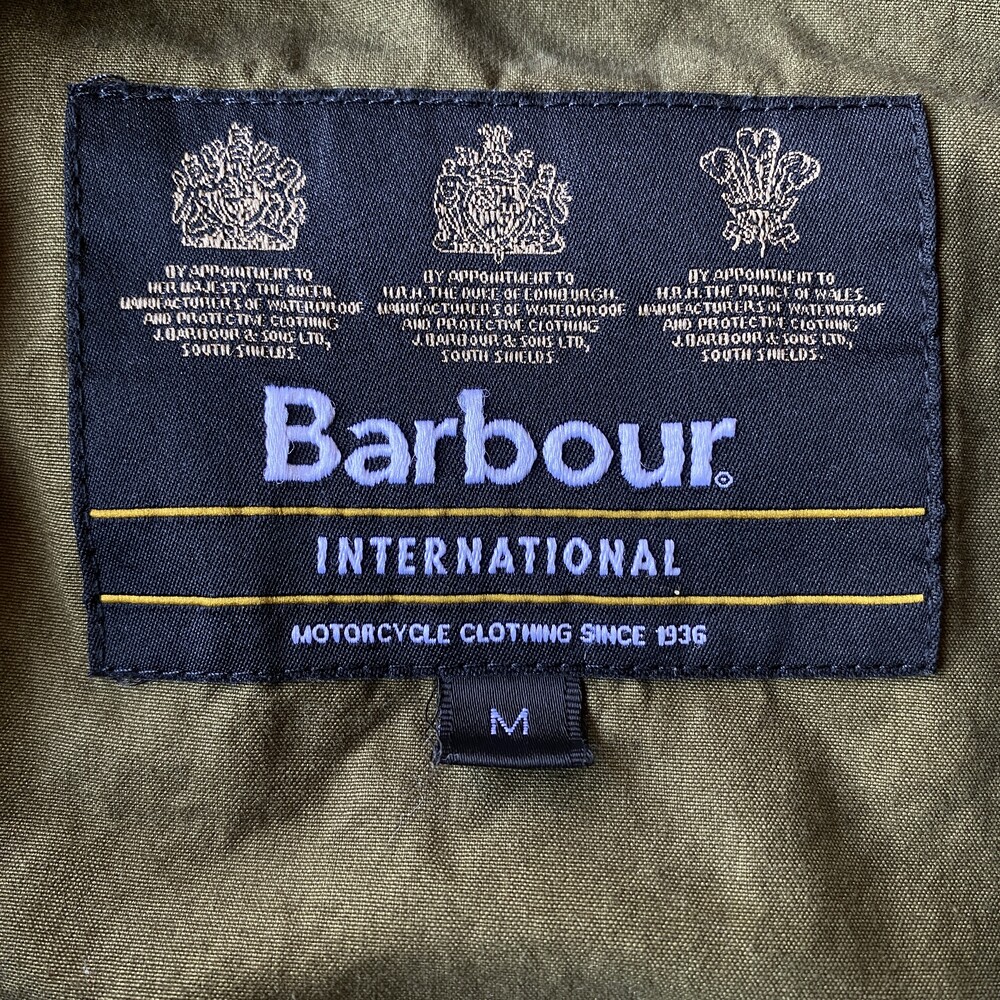 BY APPOINTMENT TO
HER MAJESTY THE QUEEN
MANUFACTURERS OF WATERPROOF
AND PROTECTIVE CLOTHING
J.BARBOUR & SONS LTD,
SOUTH SHIELDS.
BY APPOINTMENT TO
H.R.H. THE DUKE OF EDINBURGH
MANUFACTURERS OF WATERPROOF
AND PROTECTIVE CLOTHING
J.BARBOUR & SONS LTD,
SOUTH SHIELDS
BY APPOINTMENT TO
H.R.H. THE PRINCE OF WALES
MANUFACTURERS OF WATERPROOF
AND PROTECTIVE CLOTHING
J.BARBOUR & SONS LTD,
SOUTH SHIELDS.
Barbour®
INTERNATIONAL
MOTORCYCLE CLOTHING SINCE 1936
M